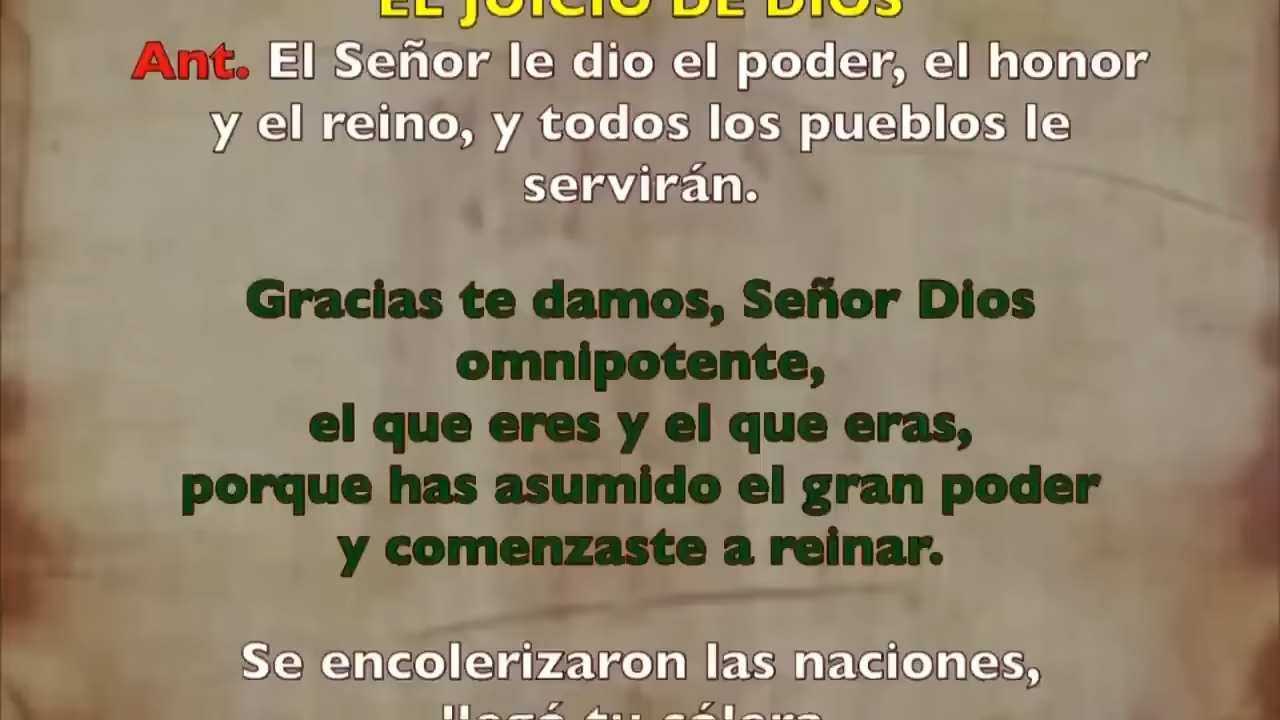 EL JUICIO DE DIOS
Ant. El Señor le dio el poder, el honor
y el reino, y todos los pueblos le
servirán.
Gracias te damos, Señor Dios
omnipotente,
el que eres y el que eras,
porque has asumido el gran poder
y comenzaste a reinar.
Se encolerizaron las naciones,
llegó tu cólera